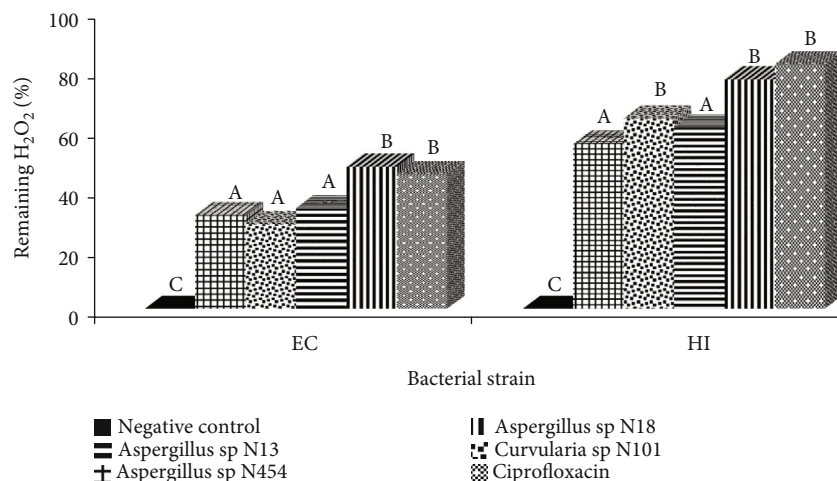 100
80
60
40
20
0
Remaining H₂O₂ (%)
C
A
A
A
B
B
C
A
B
A
B
B
EC
HI
Bacterial strain
Negative control
Aspergillus sp N13
Aspergillus sp N454
Aspergillus sp N18
Curvularia sp N101
Ciprofloxacin